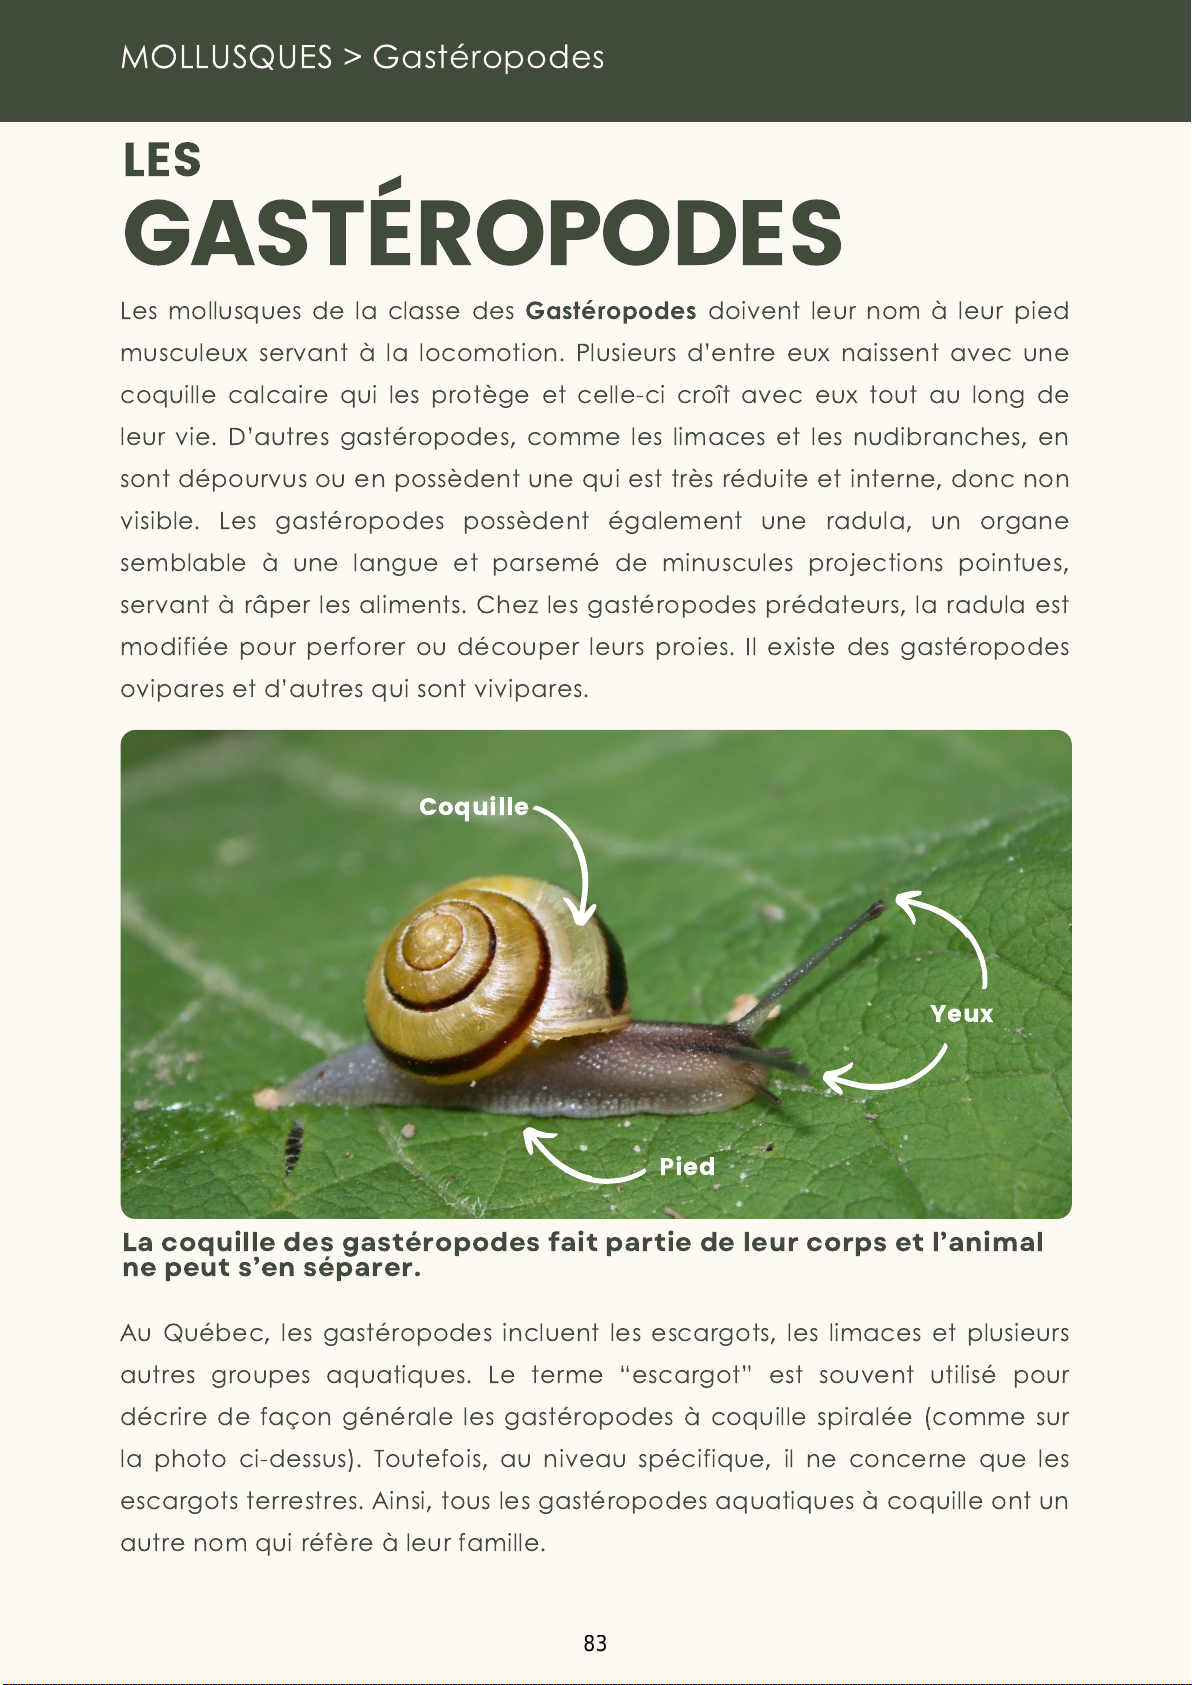 MOLLUSQUES > Gastéropodes
LES
GASTÉROPODES
Les mollusques de la classe des Gastéropodes doivent leur nom à leur pied
musculeux servant à la locomotion. Plusieurs d’entre eux naissent avec une
coquille calcaire qui les protège et celle-ci croît avec eux tout au long de
leur vie. D’autres gastéropodes, comme les limaces et les nudibranches, en
sont dépourvus ou en possèdent une qui est très réduite et interne, donc non
visible. Les gastéropodes possèdent également une radula, un organe
semblable à une langue et parsemé de minuscules projections pointues,
servant à râper les aliments. Chez les gastéropodes prédateurs, la radula est
modifiée pour perforer ou découper leurs proies. Il existe des gastéropodes
ovipares et d’autres qui sont vivipares.
Coquille
Yeux
Pied
La coquille des gastéropodes fait partie de leur corps et l’animal
ne peut s’en séparer.
Au Québec, les gastéropodes incluent les escargots, les limaces et plusieurs
autres groupes aquatiques. Le terme “escargot” est souvent utilisé pour
décrire de façon générale les gastéropodes à coquille spiralée (comme sur
la photo ci-dessus). Toutefois, au niveau spécifique, il ne concerne que les
escargots terrestres. Ainsi, tous les gastéropodes aquatiques à coquille ont un
autre nom qui réfère à leur famille.
83